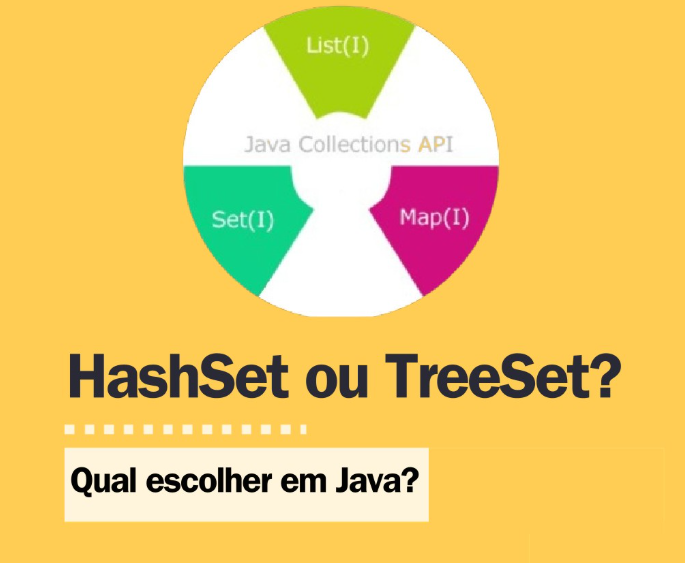 List(I)
Java Collections API
Set(I)
Map(I)
HashSet ou TreeSet?
Qual escolher em Java?